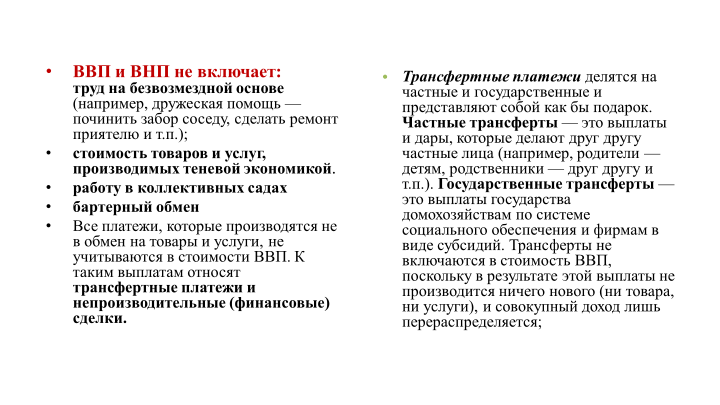 • ВВП и ВНП не включает:
труд на безвозмездной основе
(например, дружеская помощь —
починить забор соседу, сделать ремонт
приятелю и т.п.);
• стоимость товаров и услуг,
производимых теневой экономикой.
• работу в коллективных садах
• бартерный обмен
• Все платежи, которые производятся не
в обмен на товары и услуги, не
учитываются в стоимости ВВП. К
таким выплатам относят
трансфертные платежи и
непроизводительные (финансовые)
сделки.
• Трансфертные платежи делятся на
частные и государственные и
представляют собой как бы подарок.
Частные трансферты — это выплаты
и дары, которые делают друг другу
частные лица (например, родители —
детям, родственники — друг другу и
т.п.). Государственные трансферты —
это выплаты государства
домохозяйствам по системе
социального обеспечения и фирмам в
виде субсидий. Трансферты не
включаются в стоимость ВВП,
поскольку в результате этой выплаты не
производится ничего нового (ни товара,
ни услуги), и совокупный доход лишь
перераспределяется;